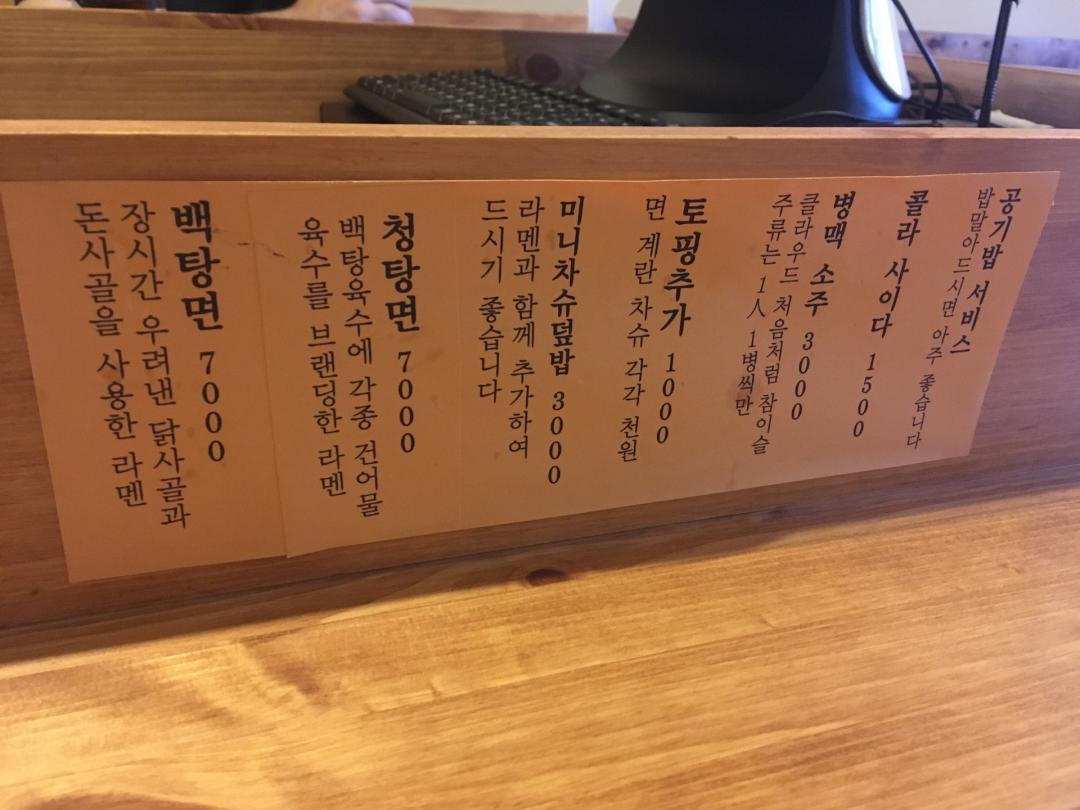 백탕면 7000
장시간 우려낸 닭사골과
돈사골을 사용한 라멘
청탕면 7000
백탕육수에 각종 건어물
육수를 브랜딩한 라멘
미니차슈덮밥 3000
라멘과 함께 추가하여
드시기 좋습니다
토핑추가 1000
면 계란 차슈 각각 천원
병맥 소주 3000
클라우드 처음처럼 참이슬
주류는 1人 1병씩만
콜라 사이다 1500
공기밥 서비스
밥말아드시면 아주 좋습니다